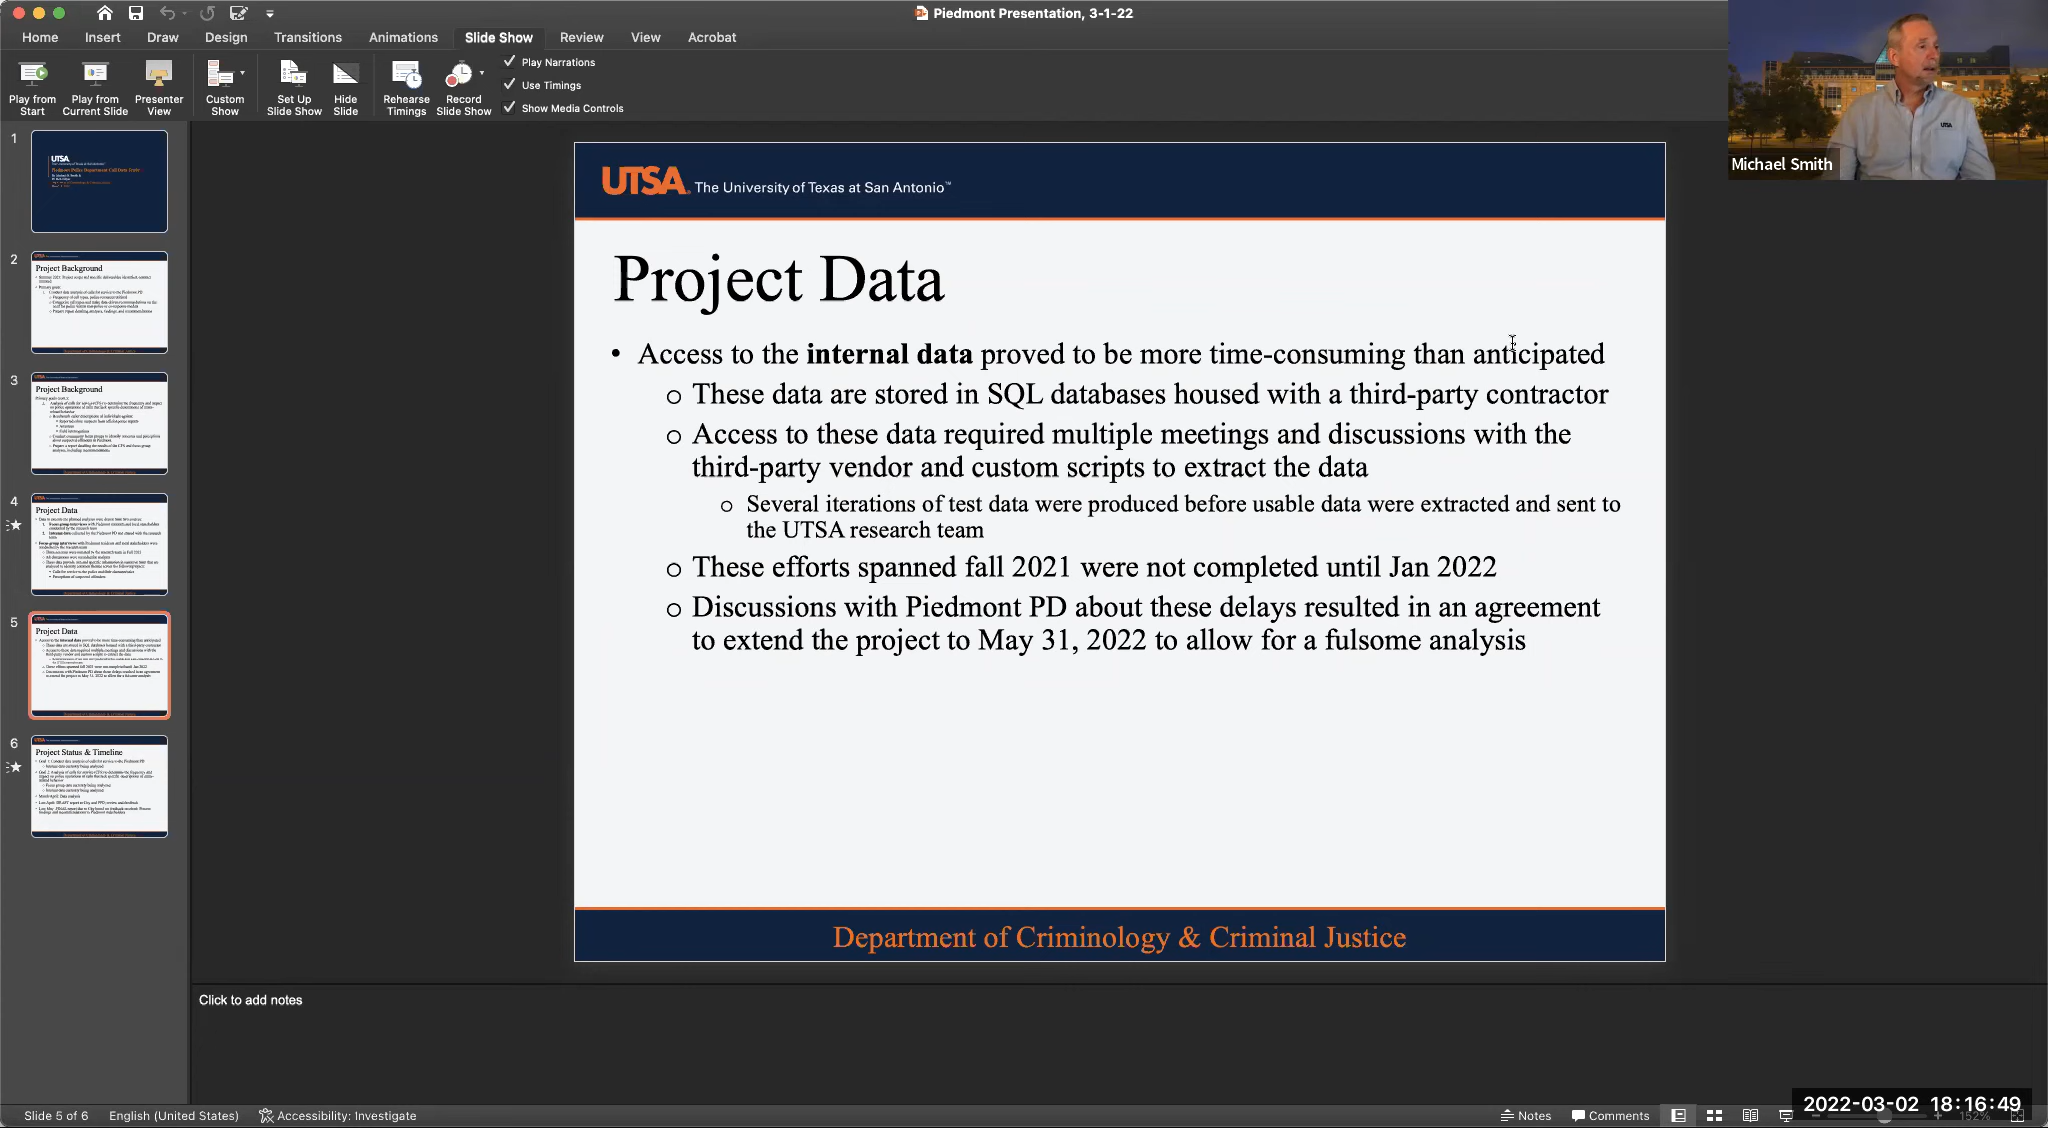 Piedmont Presentation, 3-1-22
Home Insert Draw Design Transitions Animations Slide Show Review View Acrobat
Play from Start
Play from Current Slide
Presenter View
Custom Show
Set Up Slide Show
Hide Slide
Rehearse Timings
Record Slide Show
Play Narrations
Use Timings
Show Media Controls
Michael Smith
UTSA
1
UTSA
2
Project Background
3
Project Background
4
Project Data
5
Project Data
6
Project Status & Timeline
UTSA The University of Texas at San Antonio™
Project Data
• Access to the internal data proved to be more time-consuming than anticipated
o These data are stored in SQL databases housed with a third-party contractor
o Access to these data required multiple meetings and discussions with the
third-party vendor and custom scripts to extract the data
o Several iterations of test data were produced before usable data were extracted and sent to
the UTSA research team
o These efforts spanned fall 2021 were not completed until Jan 2022
o Discussions with Piedmont PD about these delays resulted in an agreement
to extend the project to May 31, 2022 to allow for a fulsome analysis
Department of Criminology & Criminal Justice
Click to add notes
Slide 5 of 6 English (United States) Accessibility: Investigate
Notes Comments
152%
2022-03-02 18:16:49